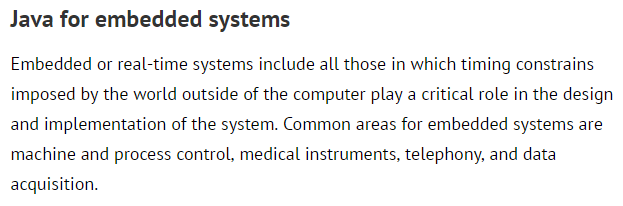 Java for embedded systems
Embedded or real-time systems include all those in which timing constrains
imposed by the world outside of the computer play a critical role in the design
and implementation of the system. Common areas for embedded systems are
machine and process control, medical instruments, telephony, and data
acquisition.